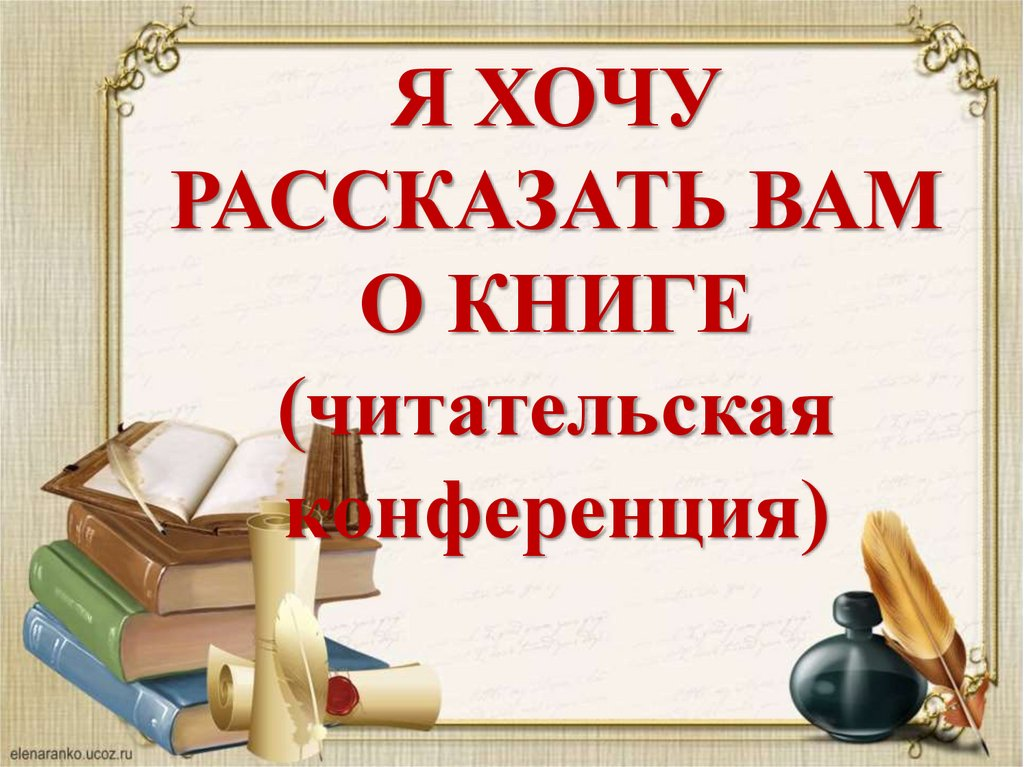 Я ХОЧУ
РАССКАЗАТЬ ВАМ
О КНИГЕ
(читательская
конференция)
elenaranko.ucoz.ru